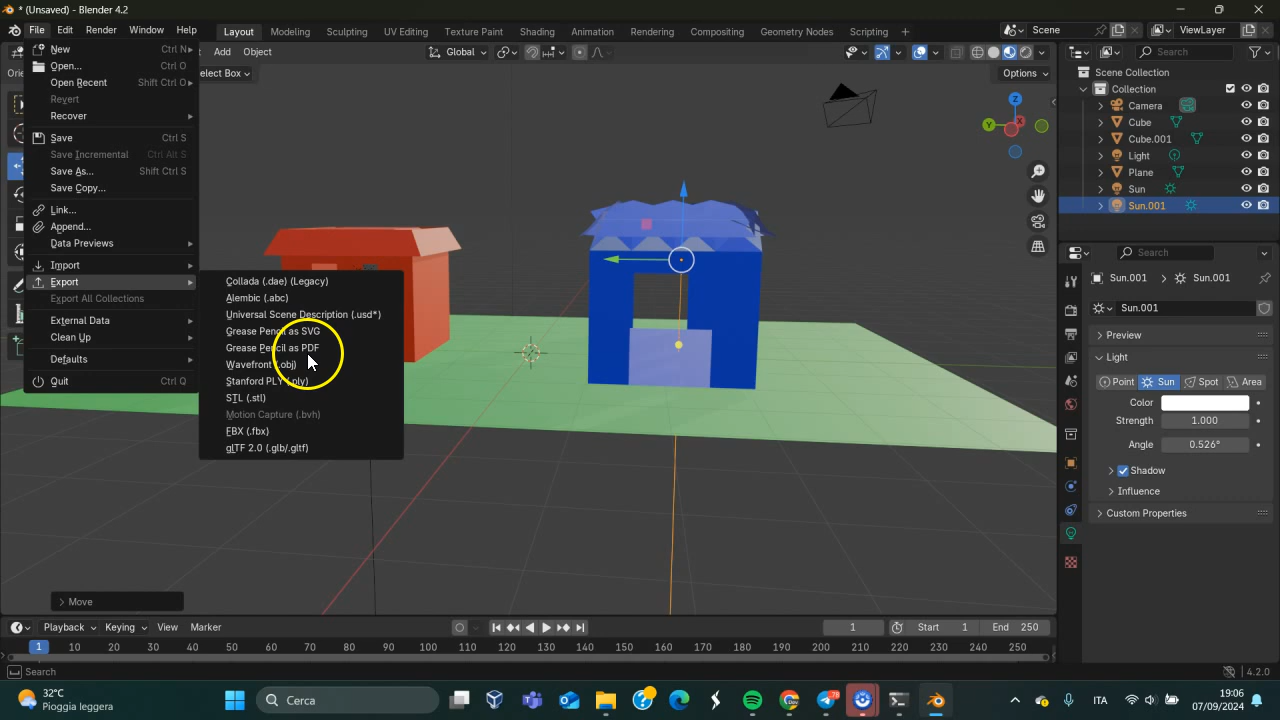 * (Unsaved) - Blender 4.2
File Edit Render Window Help
Layout Modeling Sculpting UV Editing Texture Paint Shading Animation Rendering Compositing Geometry Nodes Scripting
Scene
ViewLayer
Add Object
Global
Search
elect Box
Options
New Ctrl N
Open... Ctrl O
Open Recent Shift Ctrl O
Revert
Recover
Save Ctrl S
Save Incremental Ctrl Alt S
Save As... Shift Ctrl S
Save Copy...
Link...
Append...
Data Previews
Import
Export
Export All Collections
External Data
Clean Up
Defaults
Quit Ctrl Q
Collada (.dae) (Legacy)
Alembic (.abc)
Universal Scene Description (.usd*)
Grease Pencil as SVG
Grease Pencil as PDF
Wavefront (.obj)
Stanford PLY (.ply)
STL (.stl)
Motion Capture (.bvh)
FBX (.fbx)
glTF 2.0 (.glb/.gltf)
Z
Y
X
Scene Collection
Collection
Camera
Cube
Cube.001
Light
Plane
Sun
Sun.001
Search
Sun.001 Sun.001
Sun.001
Preview
Light
Point Sun Spot Area
Color
Strength 1.000
Angle 0.526°
Shadow
Influence
Custom Properties
Move
Playback Keying View Marker
1 Start 1 End 250
1 10 20 30 40 50 60 70 80 90 100 110 120 130 140 150 160 170 180 190 200 210 220 230 240 250
Search
4.2.0
32°C
Pioggia leggera
Cerca
Dev
78
ITA
19:06
07/09/2024